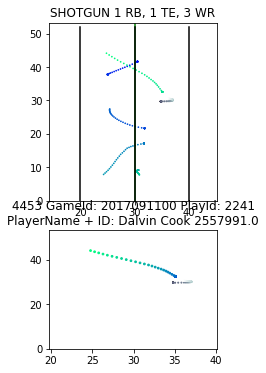 SHOTGUN 1 RB, 1 TE, 3 WR
50
40
30
20
10
0
20 30 40
4453 GameId: 2017091100 PlayId: 2241
PlayerName + ID: Dalvin Cook 2557991.0
40
20
0
20 25 30 35 40